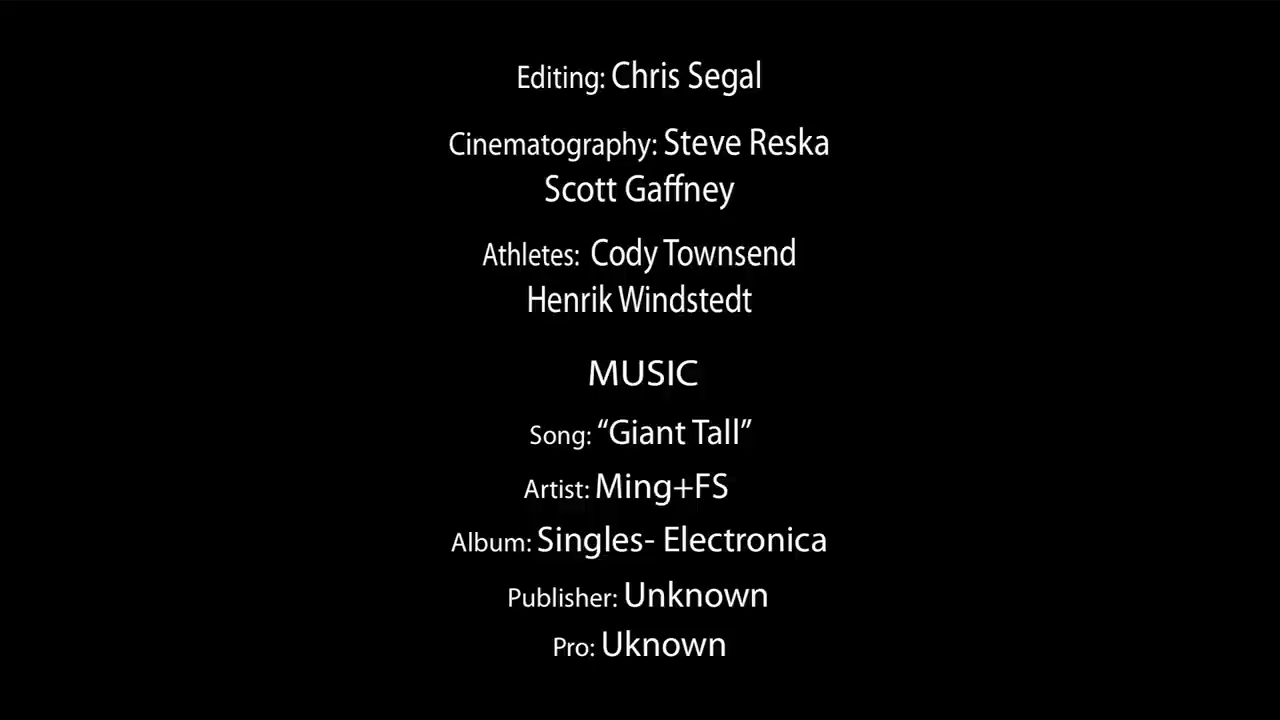 Editing: Chris Segal
Cinematography: Steve Reska
Scott Gaffney
Athletes: Cody Townsend
Henrik Windstedt
MUSIC
Song: “Giant Tall”
Artist: Ming+FS
Album: Singles- Electronica
Publisher: Unknown
Pro: Uknown